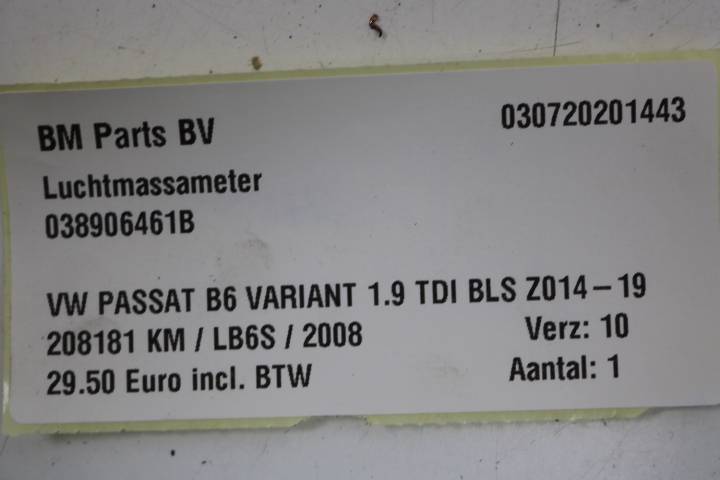 BM Parts BV
030720201443
Luchtmassameter
038906461B
VW PASSAT B6 VARIANT 1.9 TDI BLS Z014-19
208181 KM / LB6S / 2008
Verz: 10
29.50 Euro incl. BTW
Aantal: 1